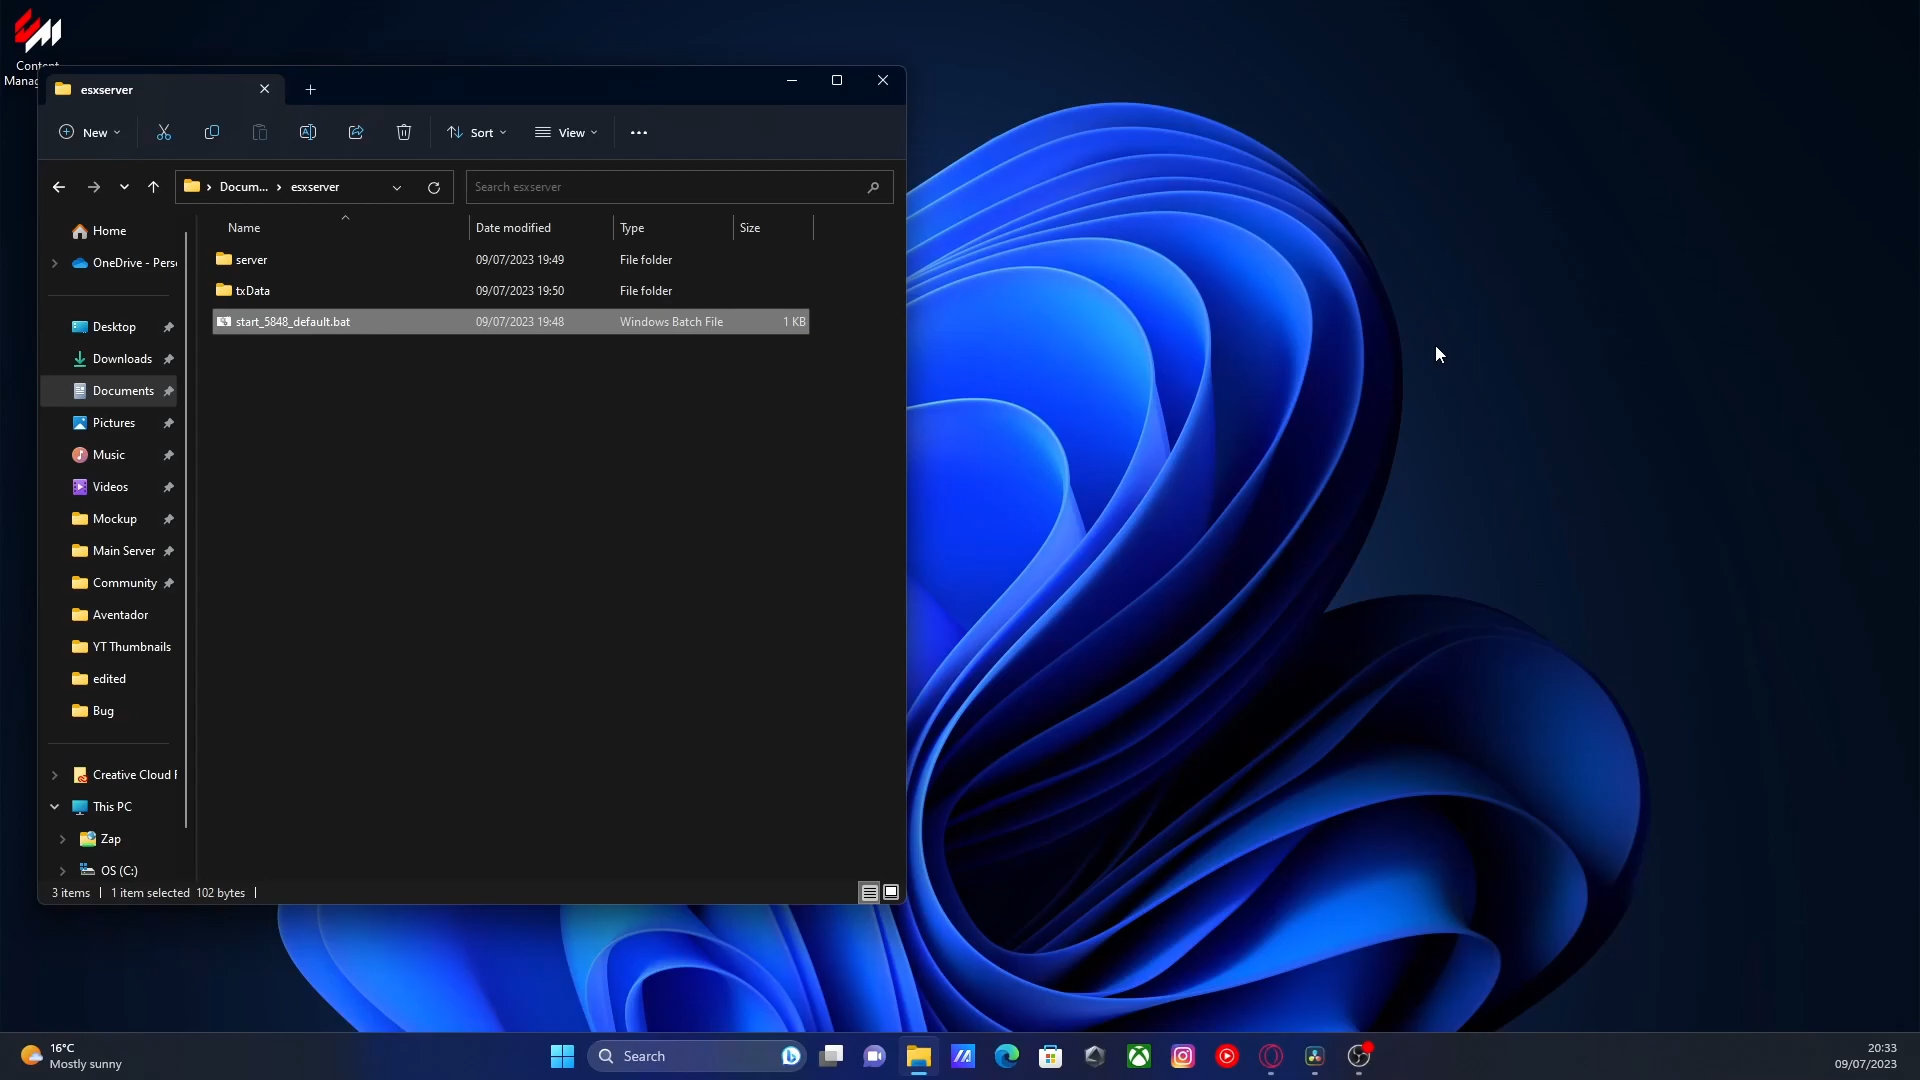 Content
Manag
esxserver
New
Sort
View
Docum...
esxserver
Search esxserver
Name
Date modified
Type
Size
server
09/07/2023 19:49
File folder
txData
09/07/2023 19:50
File folder
start_5848_default.bat
09/07/2023 19:48
Windows Batch File
1 KB
Home
OneDrive - Pers
Desktop
Downloads
Documents
Pictures
Music
Videos
Mockup
Main Server
Community
Aventador
YT Thumbnails
edited
Bug
Creative Cloud F
This PC
Zap
OS (C:)
3 items
1 item selected 102 bytes
16°C
Mostly sunny
Search
20:33
09/07/2023